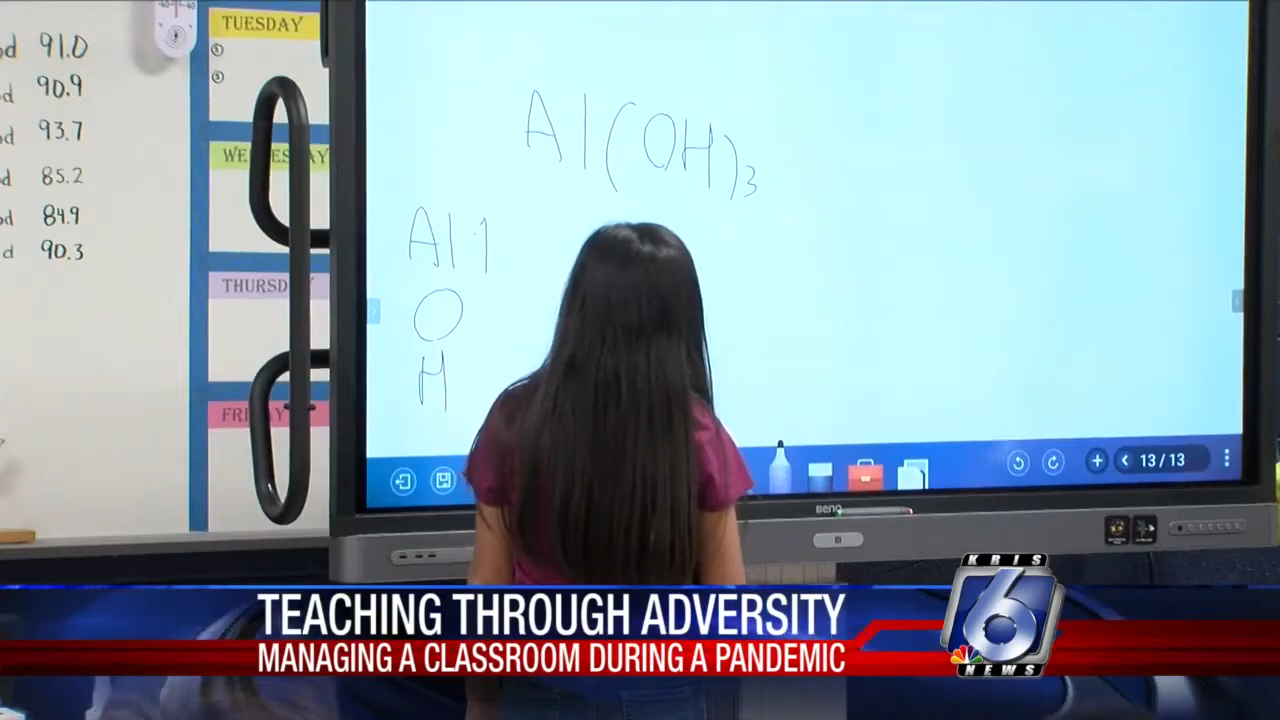 TUESDAY
WEDNESDAY
THURSDAY
FRIDAY
91.0
90.9
93.7
85.2
84.9
90.3
Al(OH)3
Al 1
O
H
13/13
BenQ
TEACHING THROUGH ADVERSITY
MANAGING A CLASSROOM DURING A PANDEMIC
KRIS
6
NEWS